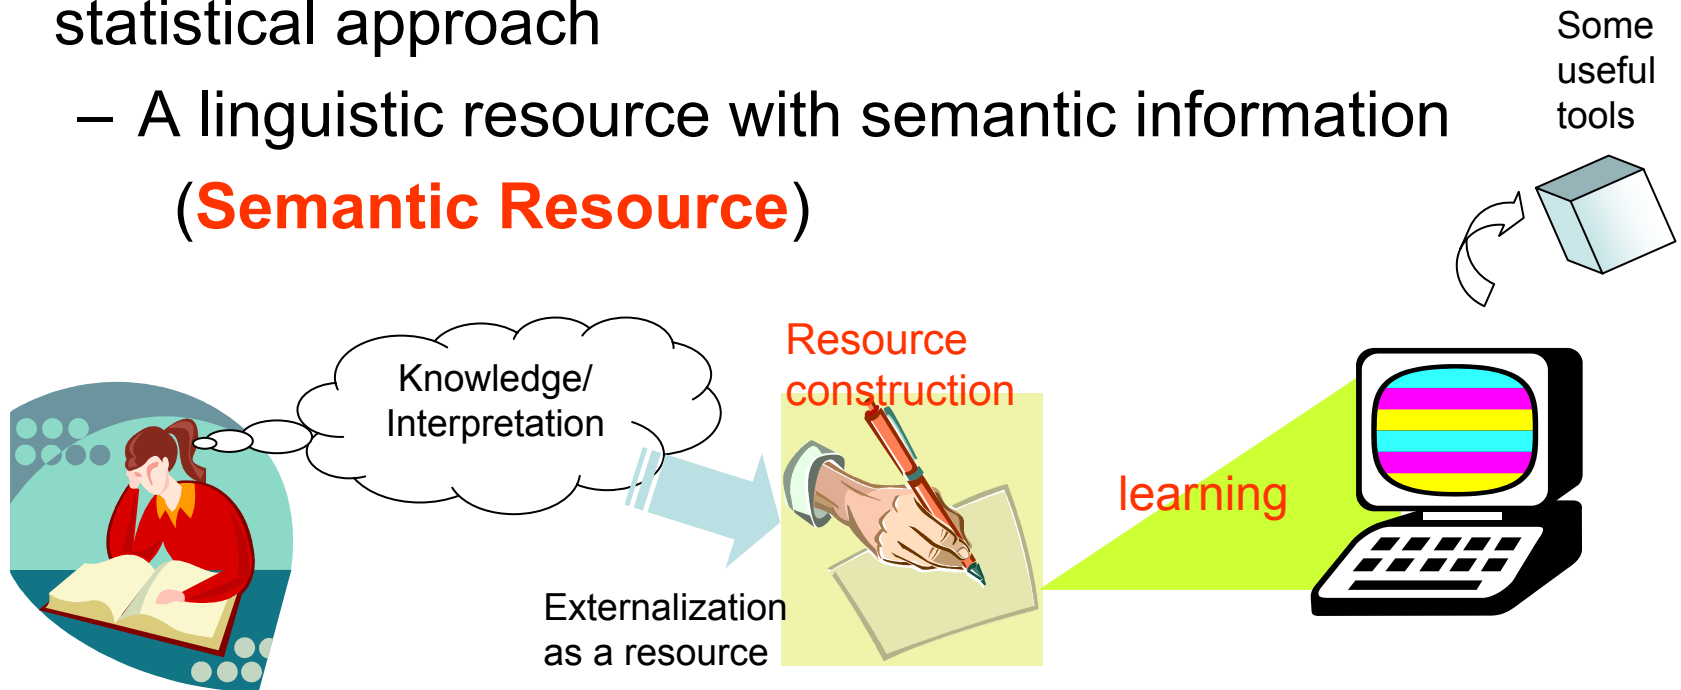 statistical approach
– A linguistic resource with semantic information
(Semantic Resource)
Some
useful
tools
Knowledge/
Interpretation
Resource
construction
learning
Externalization
as a resource